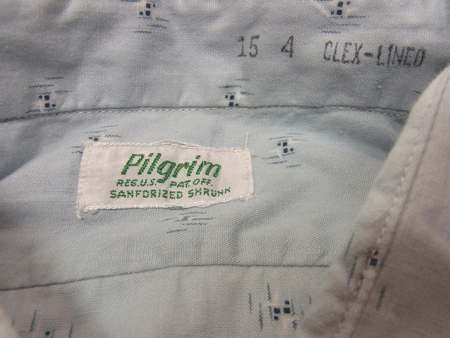 15 4 CLEX-LINED
Pilgrim
REG.U.S. PAT.OFF.
SANFORIZED SHRUNK